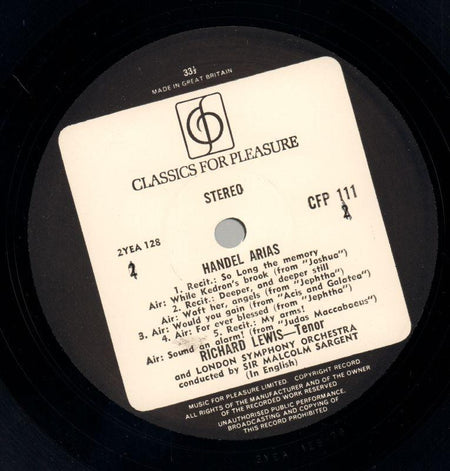 33⅓
MADE IN GREAT BRITAIN
CLASSICS FOR PLEASURE
STEREO
2YEA 128
2
CFP 111
2
HANDEL ARIAS
1. Recit.: So Long the memory
Air: While Kedron's brook (from "Joshua")
2. Recit.: Deeper, and deeper still
Air: Waft her, angels (from "Jephtha")
3. Air: Would you gain (from "Acis and Galatea")
4. Air: For ever blessed (from "Jephtha")
5. Recit.: My arms!
Air: Sound an alarm! (from "Judas Maccabaeus")
RICHARD LEWIS—Tenor
and LONDON SYMPHONY ORCHESTRA
conducted by SIR MALCOLM SARGENT
(In English)
MUSIC FOR PLEASURE LIMITED. COPYRIGHT RECORD
ALL RIGHTS OF THE MANUFACTURER AND OF THE OWNER
OF THE RECORDED WORK RESERVED
UNAUTHORISED PUBLIC PERFORMANCE,
BROADCASTING AND COPYING OF
THIS RECORD PROHIBITED